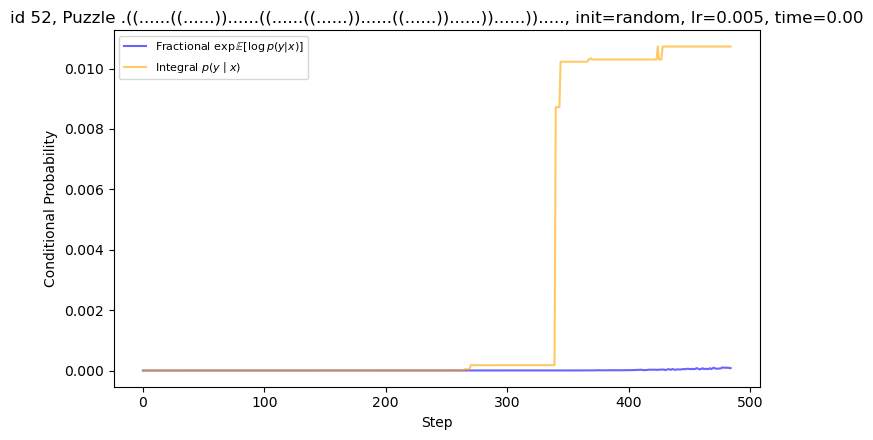 id 52, Puzzle .((......((......))......((......((......))......((......))......))......))....., init=random, lr=0.005, time=0.00
Fractional exp𝔼[log p(y|x)]
Integral p(y | x)
Conditional Probability
0.010
0.008
0.006
0.004
0.002
0.000
0 100 200 300 400 500
Step